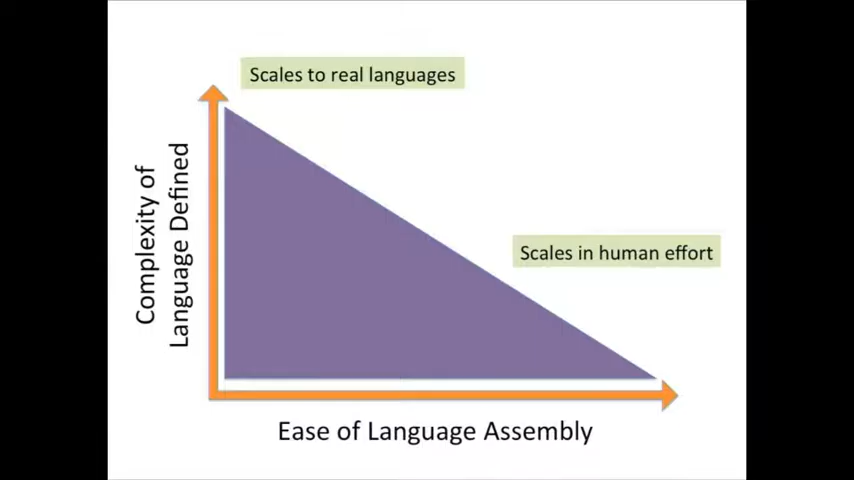 Scales to real languages
Complexity of
Language Defined
Scales in human effort
Ease of Language Assembly